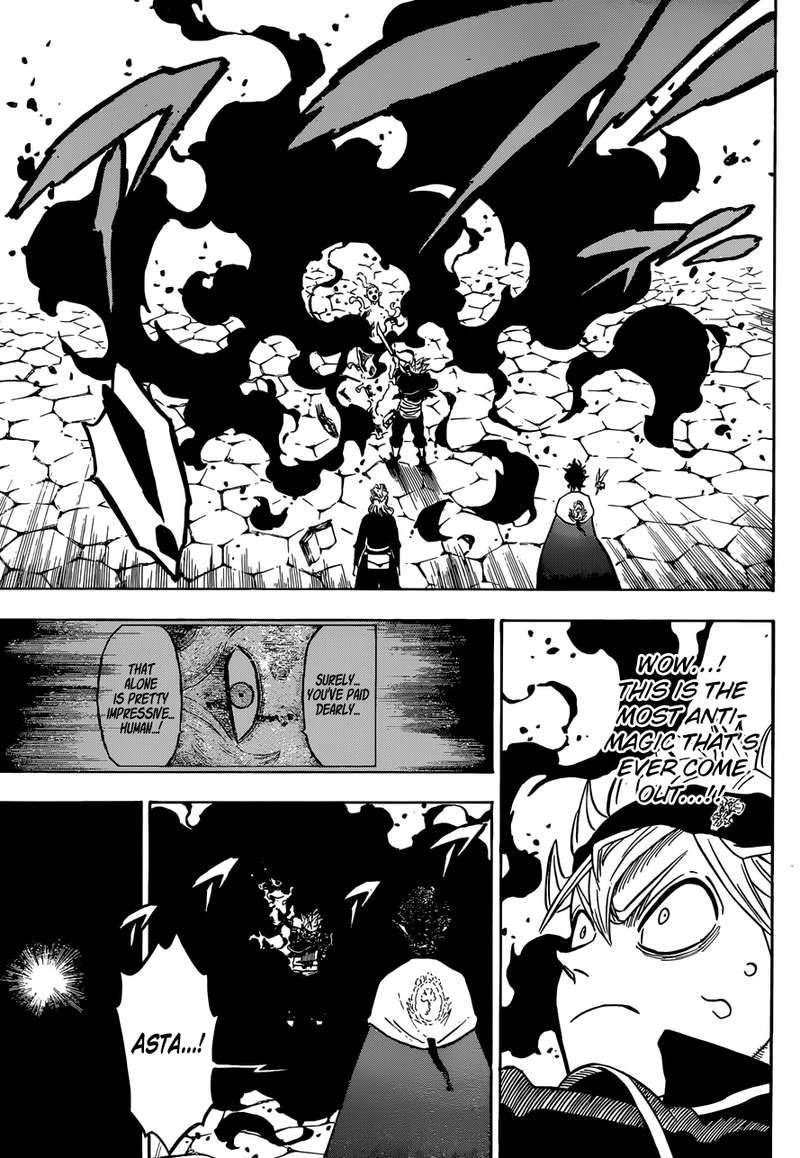 WOW...!
THIS IS THE
MOST ANTI-
MAGIC THAT'S
EVER COME
OUT...!!
SURELY...
YOU'VE PAID
DEARLY...
THAT
ALONE
IS PRETTY
IMPRESSIVE...
HUMAN...!
ASTA...!